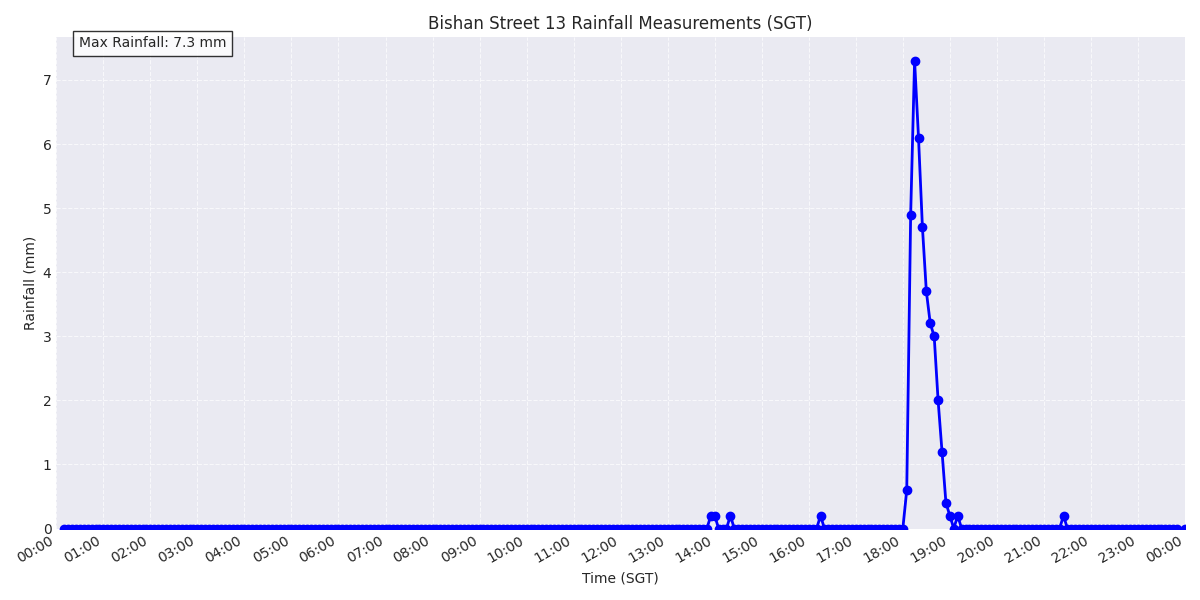 Bishan Street 13 Rainfall Measurements (SGT)
Max Rainfall: 7.3 mm
Rainfall (mm)
7
6
5
4
3
2
1
0
00:00 01:00 02:00 03:00 04:00 05:00 06:00 07:00 08:00 09:00 10:00 11:00 12:00 13:00 14:00 15:00 16:00 17:00 18:00 19:00 20:00 21:00 22:00 23:00 00:00
Time (SGT)